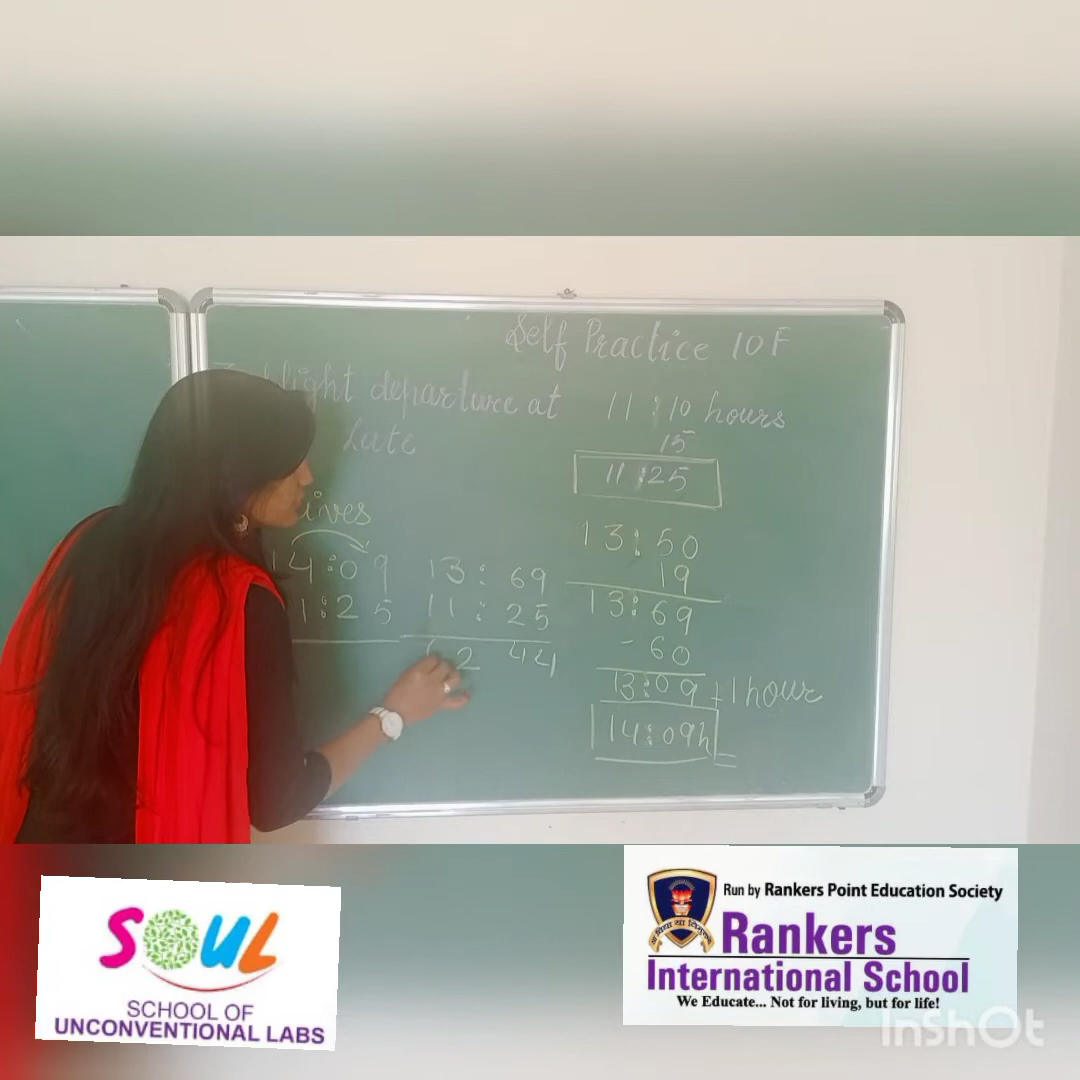 Self Practice 10F
flight departure at 11:10 hours
Late 15
11:25
ives
13:50
14:09 13:69 19
1:25 11:25 13:69
2 44 - 60
13:09 + 1 hour
14:09h
SOUL
SCHOOL OF
UNCONVENTIONAL LABS
Run by Rankers Point Education Society
Rankers
International School
We Educate... Not for living, but for life!
InShOt